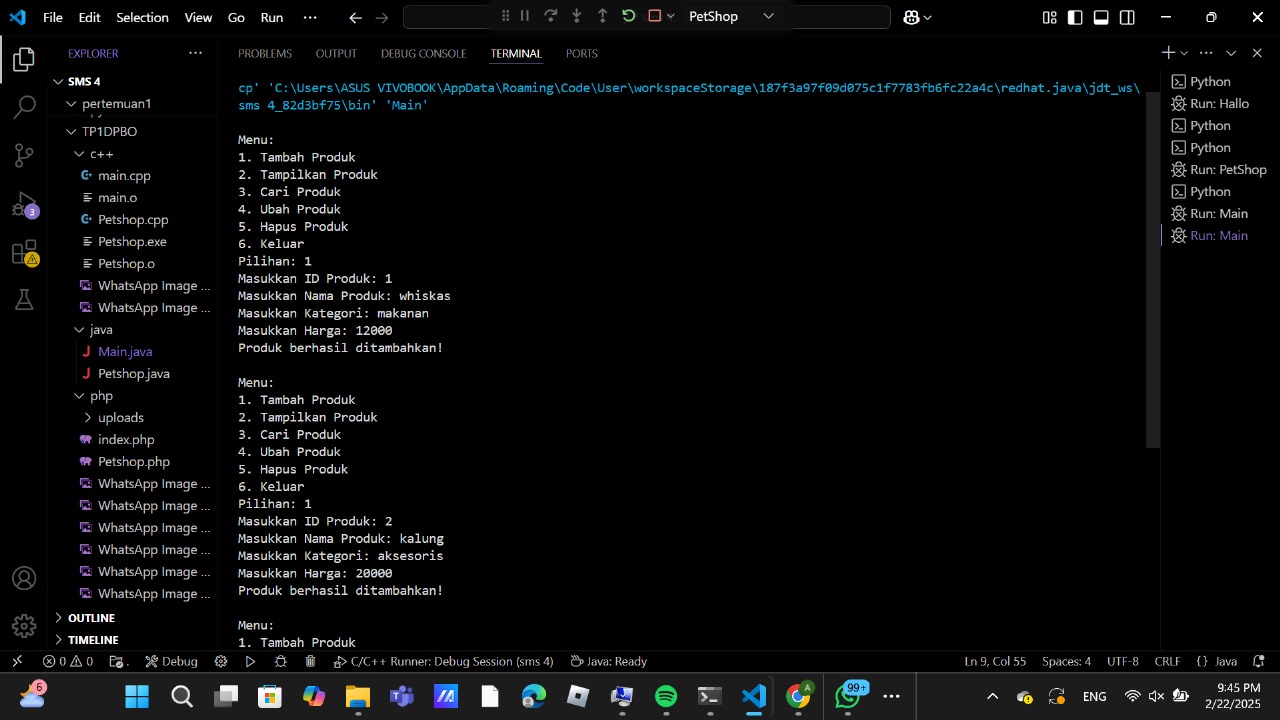 File Edit Selection View Go Run ··· PetShop
EXPLORER ···
SMS 4
pertemuan1
TP1DPBO
c++
main.cpp
main.o
Petshop.cpp
Petshop.exe
Petshop.o
WhatsApp Image ...
WhatsApp Image ...
java
Main.java
Petshop.java
php
uploads
index.php
Petshop.php
WhatsApp Image ...
WhatsApp Image ...
WhatsApp Image ...
WhatsApp Image ...
WhatsApp Image ...
WhatsApp Image ...
OUTLINE
TIMELINE
3
PROBLEMS OUTPUT DEBUG CONSOLE TERMINAL PORTS
cp' 'C:\Users\ASUS VIVOBOOK\AppData\Roaming\Code\User\workspaceStorage\187f3a97f09d075c1f7783fb6fc22a4c\redhat.java\jdt_ws\
sms 4_82d3bf75\bin' 'Main'
Menu:
1. Tambah Produk
2. Tampilkan Produk
3. Cari Produk
4. Ubah Produk
5. Hapus Produk
6. Keluar
Pilihan: 1
Masukkan ID Produk: 1
Masukkan Nama Produk: whiskas
Masukkan Kategori: makanan
Masukkan Harga: 12000
Produk berhasil ditambahkan!
Menu:
1. Tambah Produk
2. Tampilkan Produk
3. Cari Produk
4. Ubah Produk
5. Hapus Produk
6. Keluar
Pilihan: 1
Masukkan ID Produk: 2
Masukkan Nama Produk: kalung
Masukkan Kategori: aksesoris
Masukkan Harga: 20000
Produk berhasil ditambahkan!
Menu:
1. Tambah Produk
Python
Run: Hallo
Python
Python
Run: PetShop
Python
Run: Main
Run: Main
0 0 . Debug C/C++ Runner: Debug Session (sms 4) Java: Ready Ln 9, Col 55 Spaces: 4 UTF-8 CRLF {} Java
6 99+ ENG 9:45 PM
2/22/2025